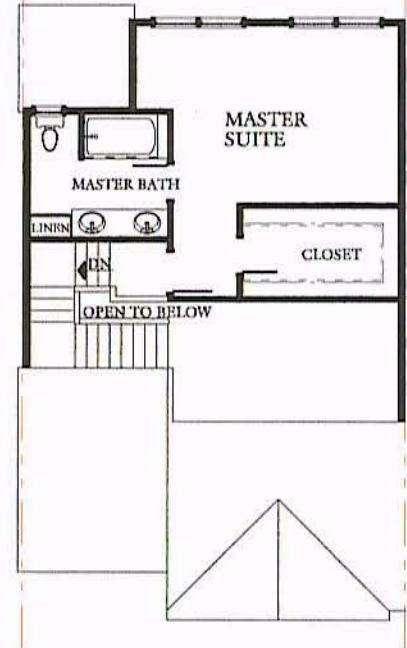 MASTER
SUITE
MASTER BATH
LINEN
CLOSET
DN
OPEN TO BELOW